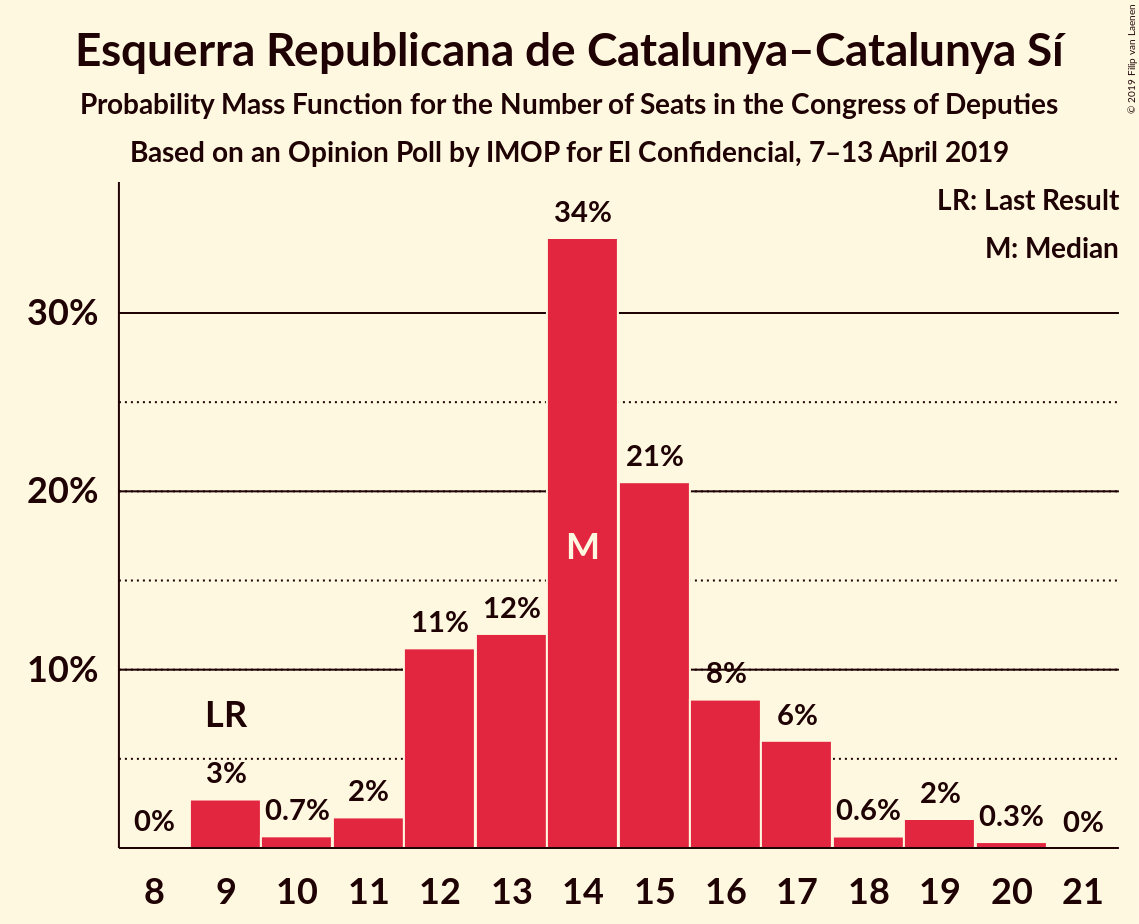 Esquerra Republicana de Catalunya–Catalunya Sí
Probability Mass Function for the Number of Seats in the Congress of Deputies
Based on an Opinion Poll by IMOP for El Confidencial, 7–13 April 2019
© 2019 Filip van Laenen
LR: Last Result
M: Median
34%
30%
21%
20%
M
12%
11%
10%
8%
LR
6%
3%
2%
2%
0.7%
0.6%
0.3%
0%
0%
8 9 10 11 12 13 14 15 16 17 18 19 20 21